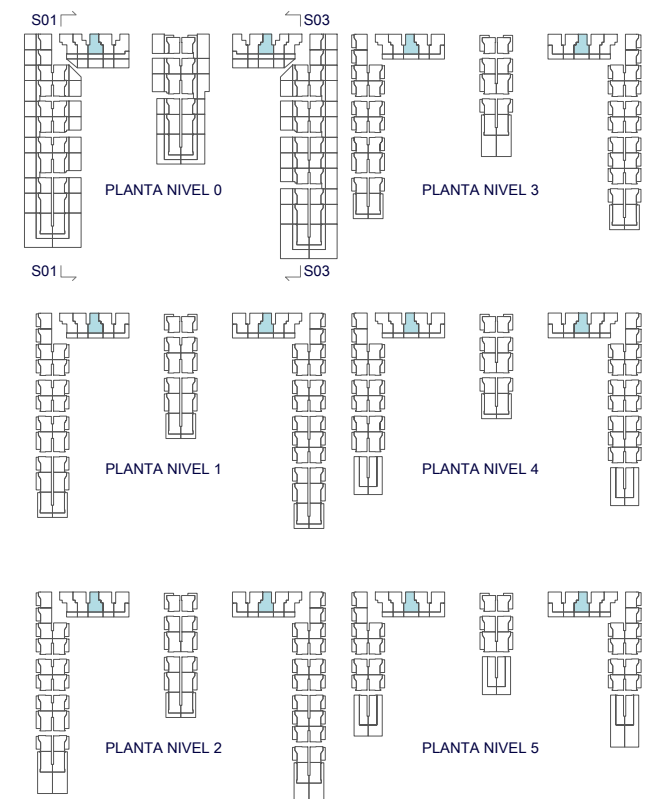 S01
S03
PLANTA NIVEL 0
PLANTA NIVEL 3
S01
S03
PLANTA NIVEL 1
PLANTA NIVEL 4
PLANTA NIVEL 2
PLANTA NIVEL 5